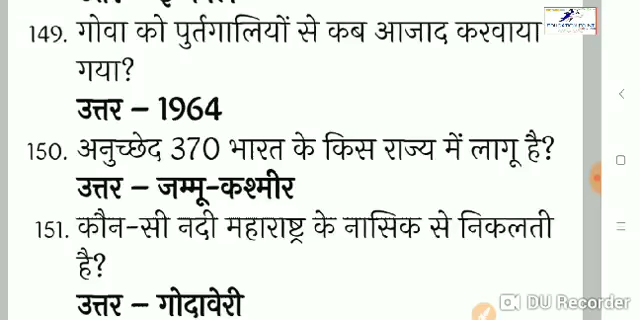 149. गोवा को पुर्तगालियों से कब आजाद करवाया
गया?
उत्तर – 1964
150. अनुच्छेद 370 भारत के किस राज्य में लागू है?
उत्तर – जम्मू-कश्मीर
151. कौन-सी नदी महाराष्ट्र के नासिक से निकलती
है?
उत्तर – गोदावेरी
DU Recorder